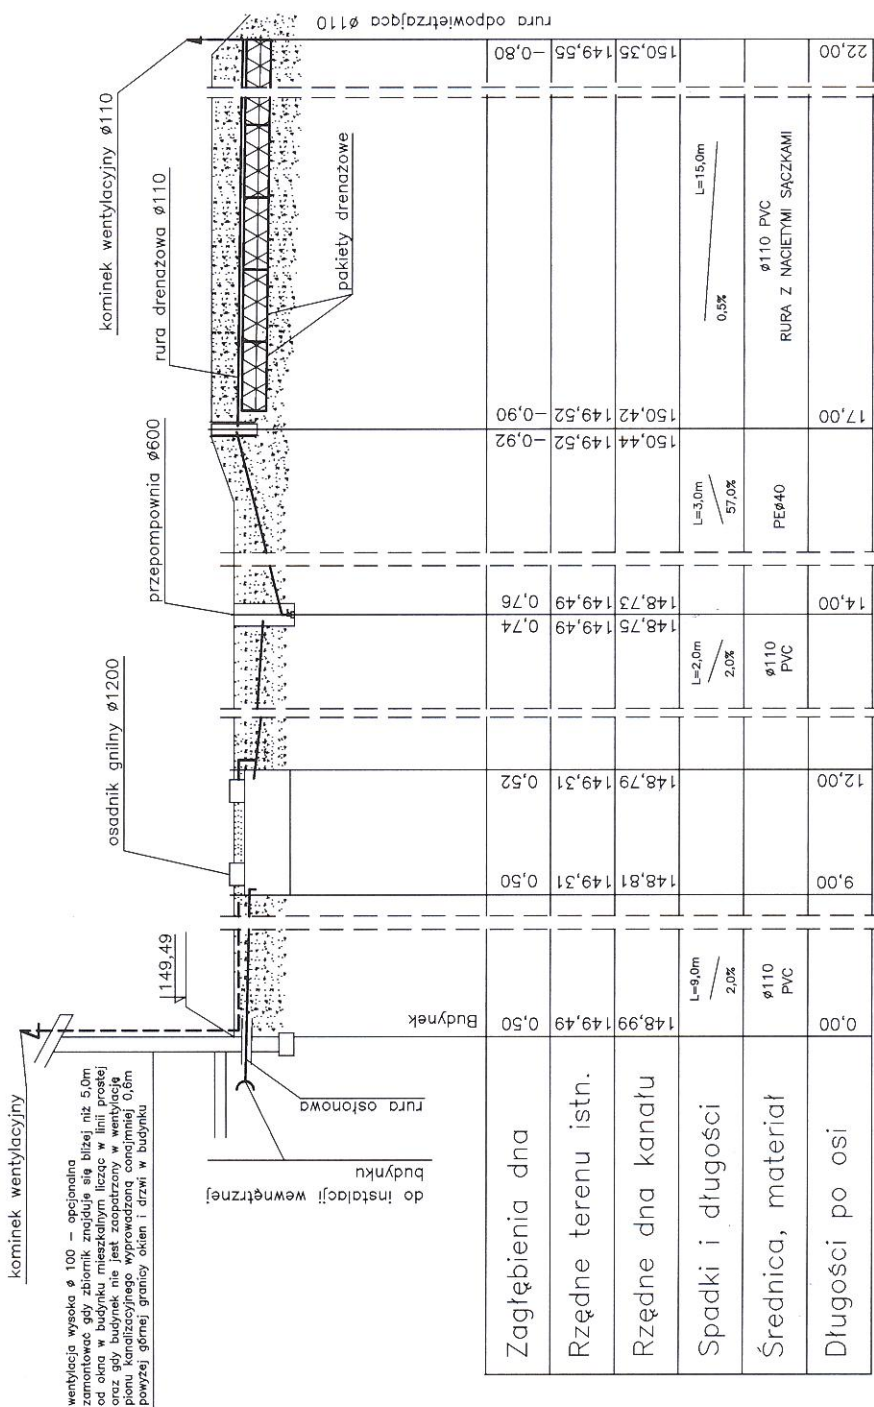 kominek wentylacyjny
wentylacja wysoka ø 100 – opcjonalna
zamontować gdy zbiornik znajduje się bliżej niż 5,0m
od okna w budynku mieszkalnym licząc w linii prostej
oraz gdy budynek nie jest zaopatrzony w wentylację
pionu kanalizacyjnego wyprowadzoną conajmniej 0,6m
powyżej górnej granicy okien i drzwi w budynku
do instalacji wewnętrznej
budynku
rura osłonowa
149,49
osadnik gnilny ø1200
przepompownia ø600
rura drenażowa ø110
kominek wentylacyjny ø110
pakiety drenażowe
rura odpowietrzająca ø110
Budynek
Zagłębienia dna
0,50
0,50
0,52
0,74
0,76
-0,92
-0,90
-0,80
Rzędne terenu istn.
149,49
149,31
149,31
149,49
149,49
149,52
149,52
149,55
Rzędne dna kanału
148,99
148,81
148,79
148,75
148,73
150,44
150,42
150,35
Spadki i długości
L=9,0m
2,0%
L=2,0m
2,0%
L=3,0m
57,0%
L=15,0m
0,5%
Średnica, materiał
ø110
PVC
ø110
PVC
PEø40
ø110 PVC
RURA Z NACIETYMI SĄCZKAMI
Długości po osi
0,00
9,00
12,00
14,00
17,00
22,00